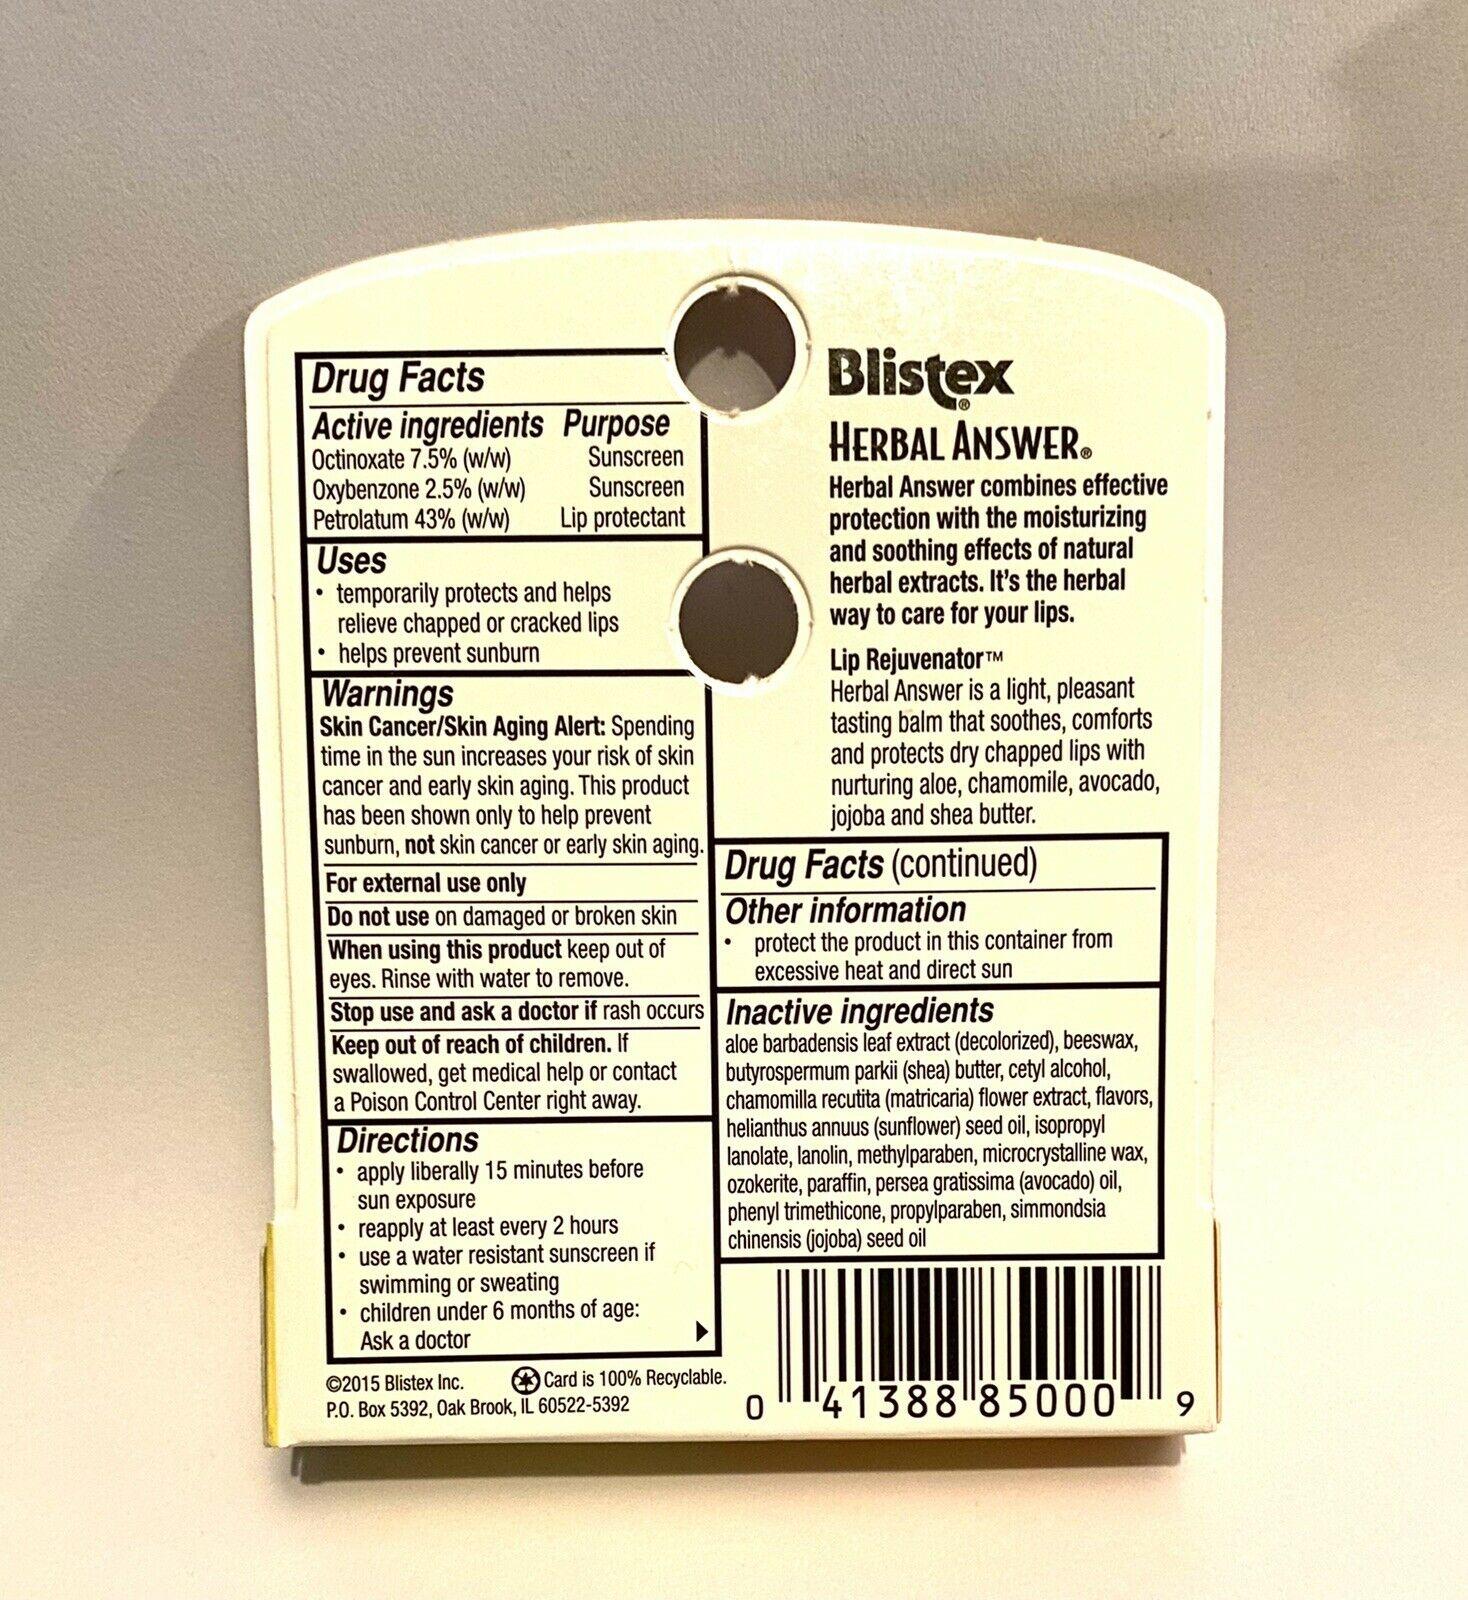 Drug Facts
Active ingredients Purpose
Octinoxate 7.5% (w/w) Sunscreen
Oxybenzone 2.5% (w/w) Sunscreen
Petrolatum 43% (w/w) Lip protectant
Uses
• temporarily protects and helps
relieve chapped or cracked lips
• helps prevent sunburn
Warnings
Skin Cancer/Skin Aging Alert: Spending
time in the sun increases your risk of skin
cancer and early skin aging. This product
has been shown only to help prevent
sunburn, not skin cancer or early skin aging.
For external use only
Do not use on damaged or broken skin
When using this product keep out of
eyes. Rinse with water to remove.
Stop use and ask a doctor if rash occurs
Keep out of reach of children. If
swallowed, get medical help or contact
a Poison Control Center right away.
Directions
• apply liberally 15 minutes before
sun exposure
• reapply at least every 2 hours
• use a water resistant sunscreen if
swimming or sweating
• children under 6 months of age:
Ask a doctor
©2015 Blistex Inc. Card is 100% Recyclable.
P.O. Box 5392, Oak Brook, IL 60522-5392
Blistex®
HERBAL ANSWER®
Herbal Answer combines effective
protection with the moisturizing
and soothing effects of natural
herbal extracts. It's the herbal
way to care for your lips.
Lip Rejuvenator™
Herbal Answer is a light, pleasant
tasting balm that soothes, comforts
and protects dry chapped lips with
nurturing aloe, chamomile, avocado,
jojoba and shea butter.
Drug Facts (continued)
Other information
• protect the product in this container from
excessive heat and direct sun
Inactive ingredients
aloe barbadensis leaf extract (decolorized), beeswax,
butyrospermum parkii (shea) butter, cetyl alcohol,
chamomilla recutita (matricaria) flower extract, flavors,
helianthus annuus (sunflower) seed oil, isopropyl
lanolate, lanolin, methylparaben, microcrystalline wax,
ozokerite, paraffin, persea gratissima (avocado) oil,
phenyl trimethicone, propylparaben, simmondsia
chinensis (jojoba) seed oil
0 41388 85000 9